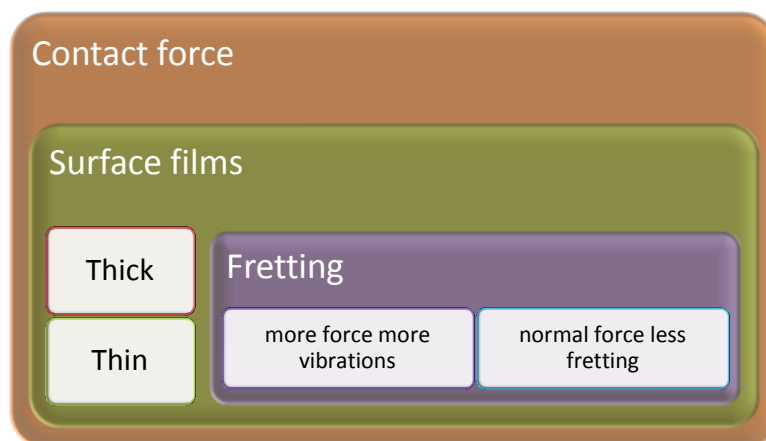 Contact force
Surface films
Thick
Thin
Fretting
more force more
vibrations
normal force less
fretting